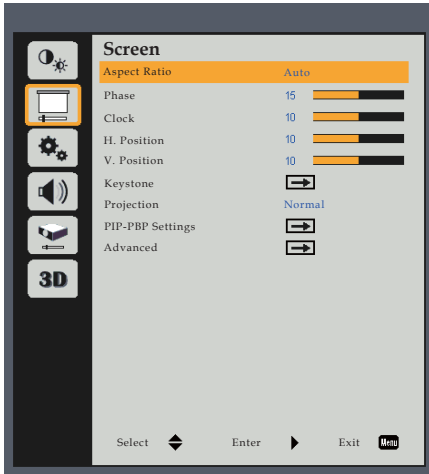 Screen
Aspect Ratio Auto
Phase 15
Clock 10
H. Position 10
V. Position 10
Keystone
Projection Normal
PIP-PBP Settings
Advanced
3D
Select Enter Exit Menu